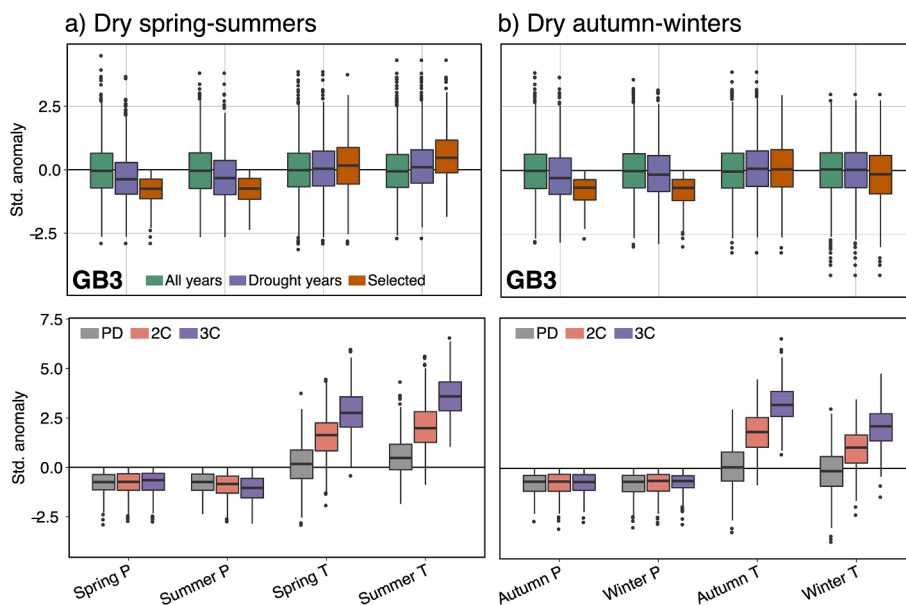 a) Dry spring-summers
b) Dry autumn-winters
Std. anomaly
2.5
0.0
−2.5
GB3
All years
Drought years
Selected
GB3
Std. anomaly
7.5
5.0
2.5
0.0
−2.5
PD
2C
3C
PD
2C
3C
Spring P
Summer P
Spring T
Summer T
Autumn P
Winter P
Autumn T
Winter T